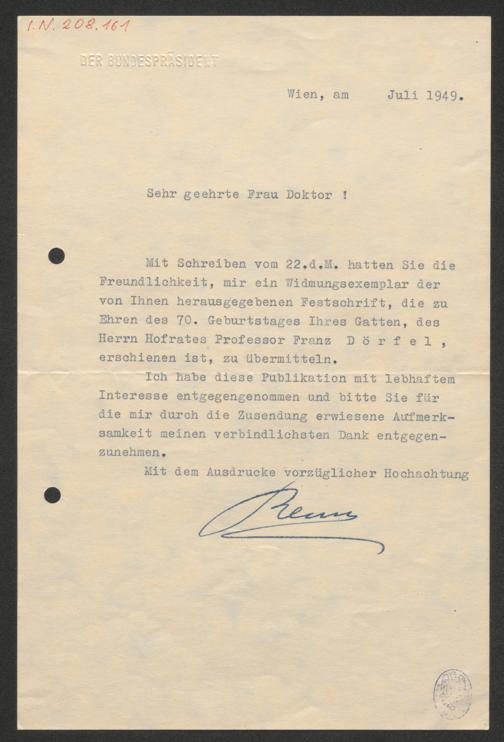 I.N. 208.161
DER BUNDESPRÄSIDENT
Wien, am Juli 1949.
Sehr geehrte Frau Doktor !
Mit Schreiben vom 22.d.M. hatten Sie die
Freundlichkeit, mir ein Widmungsexemplar der
von Ihnen herausgegebenen Festschrift, die zu
Ehren des 70. Geburtstages Ihres Gatten, des
Herrn Hofrates Professor Franz D ö r f e l ,
erschienen ist, zu übermitteln.
Ich habe diese Publikation mit lebhaftem
Interesse entgegengenommen und bitte Sie für
die mir durch die Zusendung erwiesene Aufmerk-
samkeit meinen verbindlichsten Dank entgegen-
zunehmen.
Mit dem Ausdrucke vorzüglicher Hochachtung
Renner